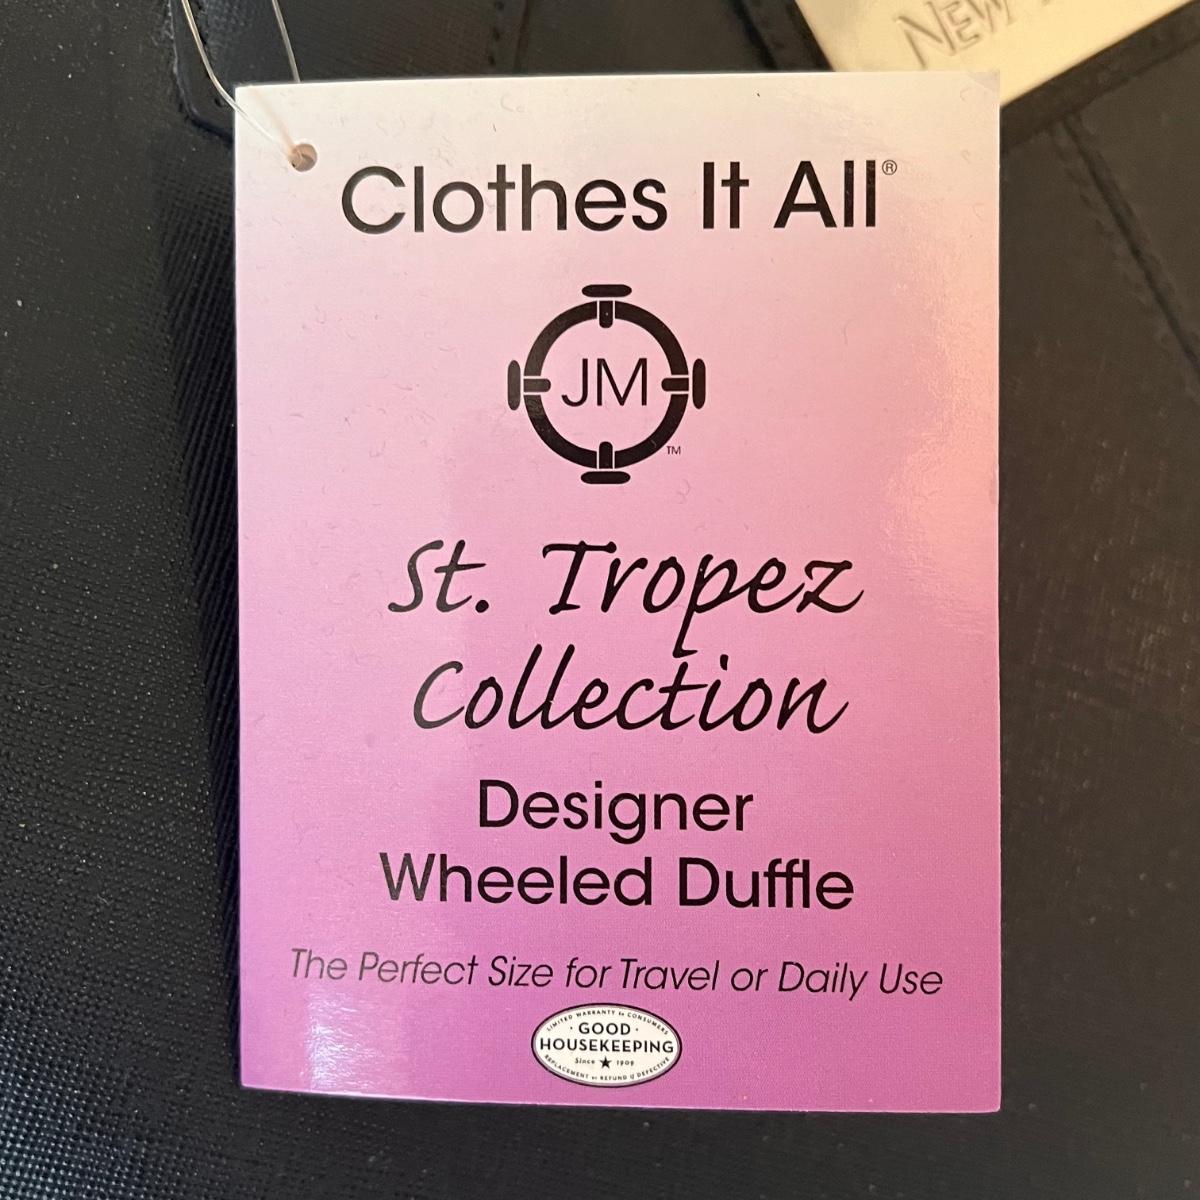 NEW
Clothes It All®
JM
TM
St. Tropez
Collection
Designer
Wheeled Duffle
The Perfect Size for Travel or Daily Use
LIMITED WARRANTY to CONSUMERS
· GOOD ·
HOUSEKEEPING
Since ★ 1909
REPLACEMENT or REFUND if DEFECTIVE